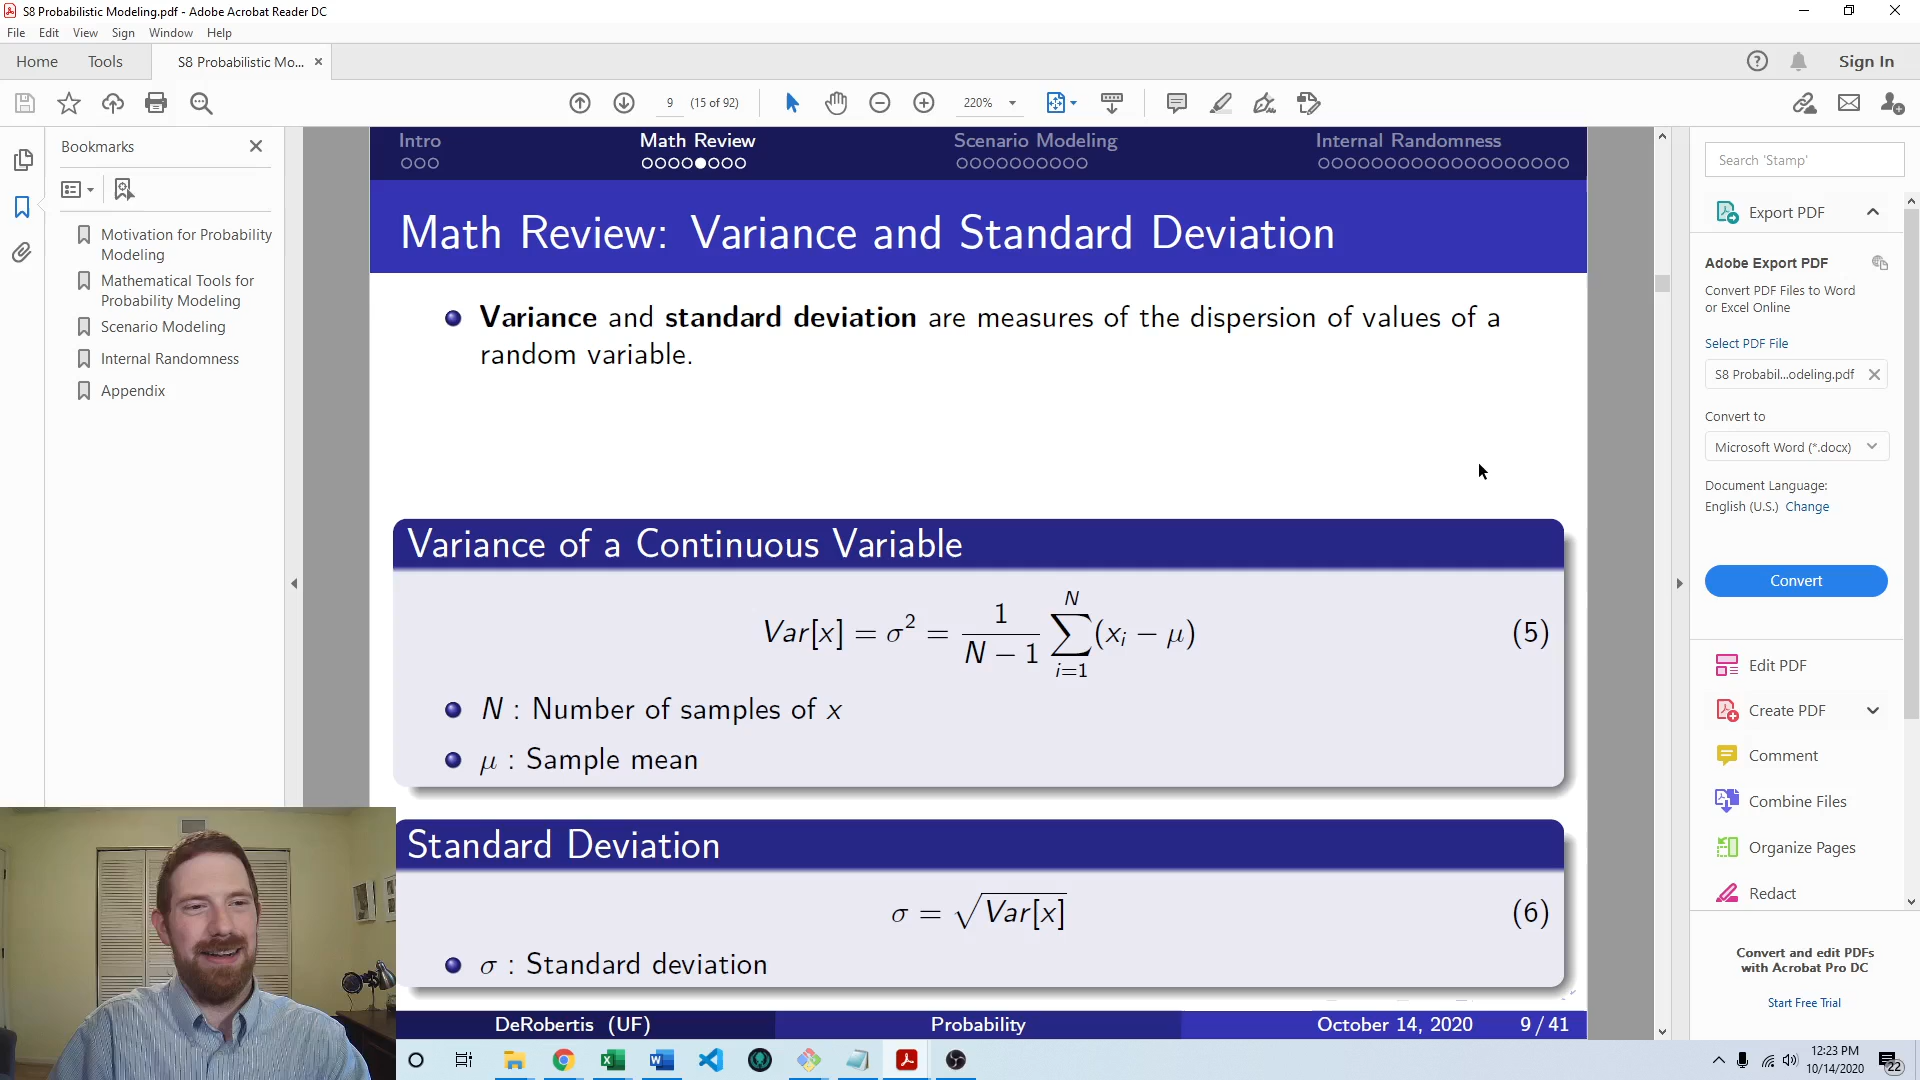 S8 Probabilistic Modeling.pdf - Adobe Acrobat Reader DC
File Edit View Sign Window Help
Home Tools S8 Probabilistic Mo... ×
Sign In
9 (15 of 92) 220%
Bookmarks
Motivation for Probability
Modeling
Mathematical Tools for
Probability Modeling
Scenario Modeling
Internal Randomness
Appendix
Intro Math Review Scenario Modeling Internal Randomness
Math Review: Variance and Standard Deviation
Variance and standard deviation are measures of the dispersion of values of a
random variable.
Variance of a Continuous Variable
Var[x] = σ² = 1/(N − 1) ∑_{i=1}^{N} (xᵢ − μ) (5)
N : Number of samples of x
μ : Sample mean
Standard Deviation
σ = √Var[x] (6)
σ : Standard deviation
DeRobertis (UF) Probability October 14, 2020 9 / 41
Search 'Stamp'
Export PDF
Adobe Export PDF
Convert PDF Files to Word
or Excel Online
Select PDF File
S8 Probabil...odeling.pdf
Convert to
Microsoft Word (*.docx)
Document Language:
English (U.S.) Change
Convert
Edit PDF
Create PDF
Comment
Combine Files
Organize Pages
Redact
Convert and edit PDFs
with Acrobat Pro DC
Start Free Trial
12:23 PM
10/14/2020
22